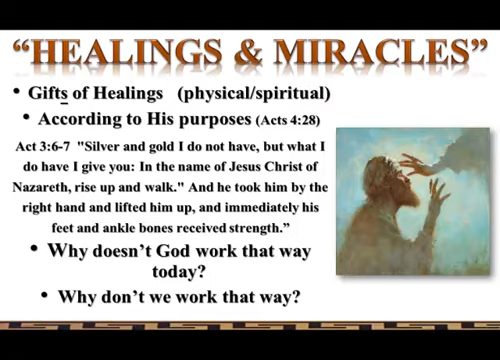 “HEALINGS & MIRACLES”
• Gifts of Healings (physical/spiritual)
• According to His purposes (Acts 4:28)
Act 3:6-7 "Silver and gold I do not have, but what I
do have I give you: In the name of Jesus Christ of
Nazareth, rise up and walk." And he took him by the
right hand and lifted him up, and immediately his
feet and ankle bones received strength.”
• Why doesn’t God work that way
today?
• Why don’t we work that way?